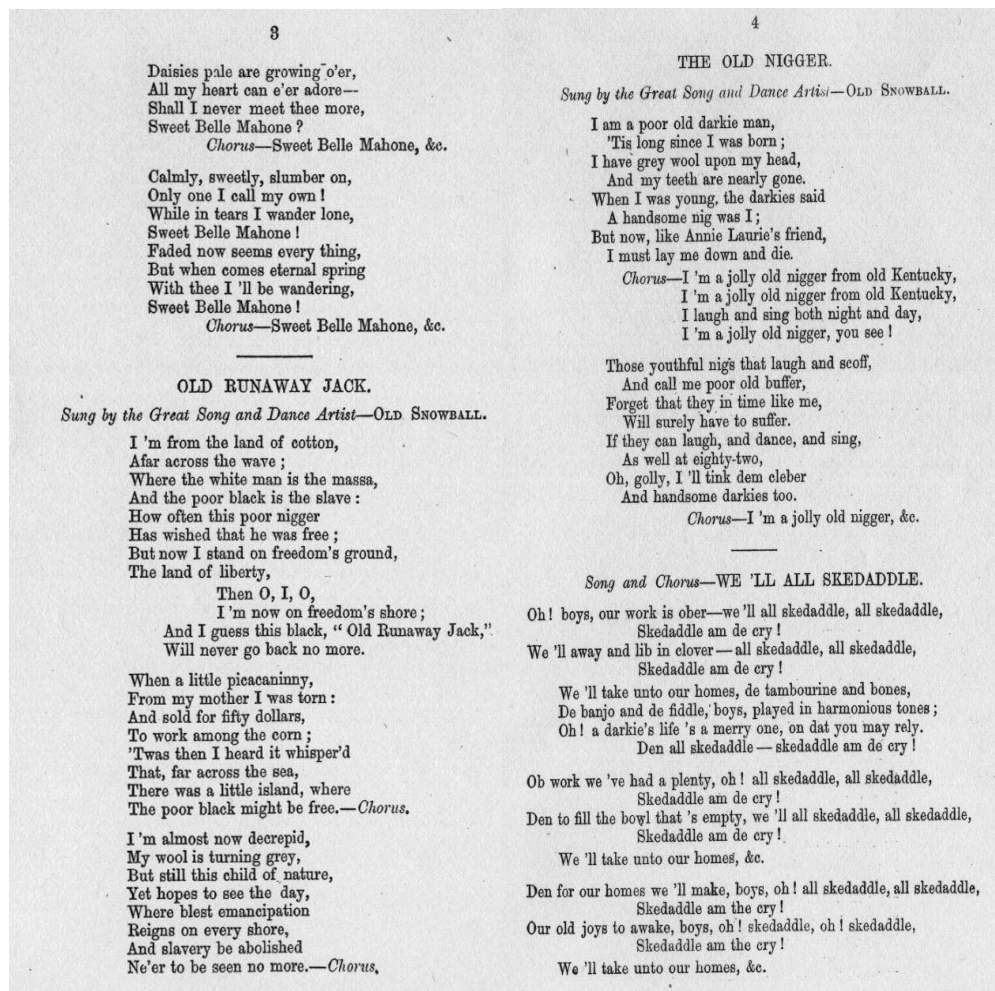 3
Daisies pale are growing o'er,
All my heart can e'er adore—
Shall I never meet thee more,
Sweet Belle Mahone ?
Chorus—Sweet Belle Mahone, &c.
Calmly, sweetly, slumber on,
Only one I call my own !
While in tears I wander lone,
Sweet Belle Mahone !
Faded now seems every thing,
But when comes eternal spring
With thee I 'll be wandering,
Sweet Belle Mahone !
Chorus—Sweet Belle Mahone, &c.
OLD RUNAWAY JACK.
Sung by the Great Song and Dance Artist—OLD SNOWBALL.
I 'm from the land of cotton,
Afar across the wave ;
Where the white man is the massa,
And the poor black is the slave :
How often this poor nigger
Has wished that he was free ;
But now I stand on freedom's ground,
The land of liberty,
Then O, I, O,
I 'm now on freedom's shore ;
And I guess this black, “ Old Runaway Jack,”
Will never go back no more.
When a little picacaninny,
From my mother I was torn :
And sold for fifty dollars,
To work among the corn ;
'Twas then I heard it whisper'd
That, far across the sea,
There was a little island, where
The poor black might be free.—Chorus.
I 'm almost now decrepid,
My wool is turning grey,
But still this child of nature,
Yet hopes to see the day,
Where blest emancipation
Reigns on every shore,
And slavery be abolished
Ne'er to be seen no more.—Chorus.
4
THE OLD NIGGER.
Sung by the Great Song and Dance Artist—OLD SNOWBALL.
I am a poor old darkie man,
'Tis long since I was born ;
I have grey wool upon my head,
And my teeth are nearly gone.
When I was young, the darkies said
A handsome nig was I ;
But now, like Annie Laurie's friend,
I must lay me down and die.
Chorus—I 'm a jolly old nigger from old Kentucky,
I 'm a jolly old nigger from old Kentucky,
I laugh and sing both night and day,
I 'm a jolly old nigger, you see !
Those youthful nigs that laugh and scoff,
And call me poor old buffer,
Forget that they in time like me,
Will surely have to suffer.
If they can laugh, and dance, and sing,
As well at eighty-two,
Oh, golly, I 'll tink dem cleber
And handsome darkies too.
Chorus—I 'm a jolly old nigger, &c.
Song and Chorus—WE 'LL ALL SKEDADDLE.
Oh ! boys, our work is ober—we 'll all skedaddle, all skedaddle,
Skedaddle am de cry !
We 'll away and lib in clover—all skedaddle, all skedaddle,
Skedaddle am de cry !
We 'll take unto our homes, de tambourine and bones,
De banjo and de fiddle, boys, played in harmonious tones ;
Oh ! a darkie's life 's a merry one, on dat you may rely.
Den all skedaddle — skedaddle am de cry !
Ob work we 've had a plenty, oh ! all skedaddle, all skedaddle,
Skedaddle am de cry !
Den to fill the bowl that 's empty, we 'll all skedaddle, all skedaddle,
Skedaddle am de cry !
We 'll take unto our homes, &c.
Den for our homes we 'll make, boys, oh ! all skedaddle, all skedaddle,
Skedaddle am the cry !
Our old joys to awake, boys, oh ! skedaddle, oh ! skedaddle,
Skedaddle am the cry !
We 'll take unto our homes, &c.